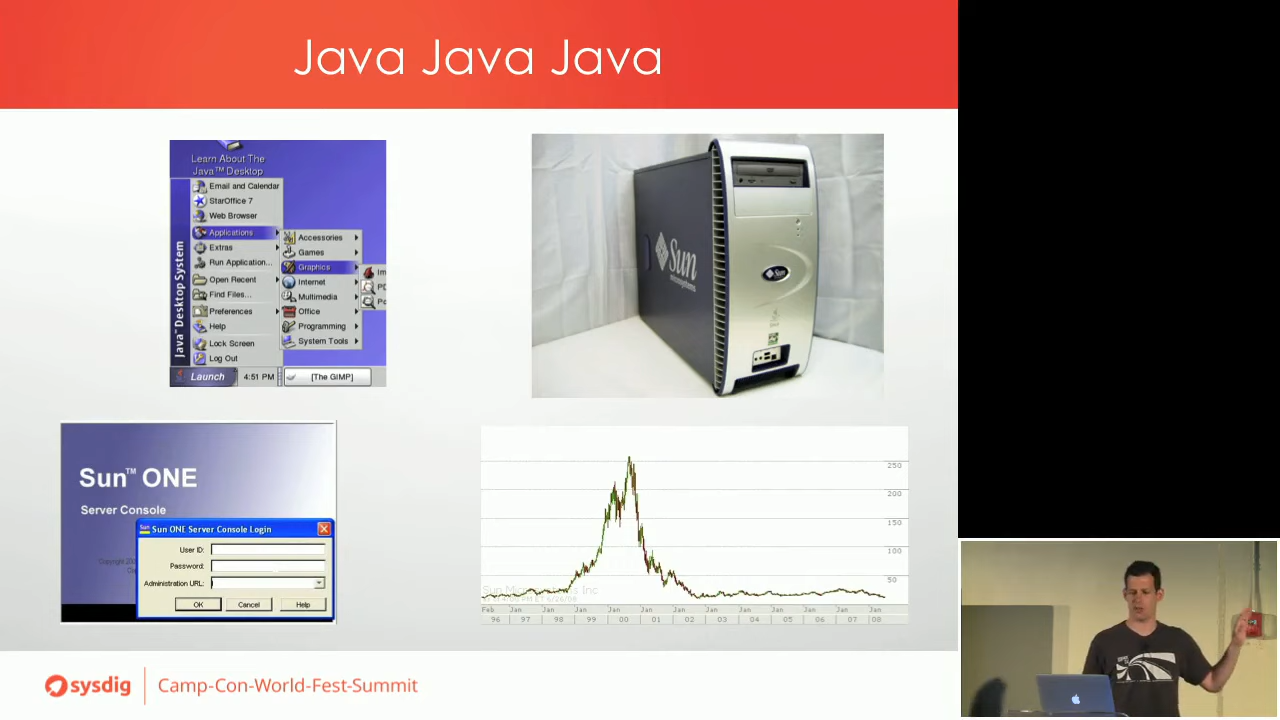 Java Java Java
Learn About The
Java™ Desktop
Email and Calendar
StarOffice 7
Web Browser
Applications
Extras
Run Application...
Open Recent
Find Files...
Preferences
Help
Lock Screen
Log Out
Java™ Desktop System
Accessories
Games
Graphics
Internet
Multimedia
Office
Programming
System Tools
Launch
4:51 PM
[The GIMP]
Sun
microsystems
Sun
Sun™ ONE
Server Console
Sun ONE Server Console Login
User ID:
Password:
Administration URL:
OK Cancel Help
250
200
150
100
50
Sun Microsystems Inc
Feb Jan Jan Jan Jan Jan Jan Jan Jan Jan Jan Jan Jan
96 97 98 99 00 01 02 03 04 05 06 07 08
sysdig
Camp-Con-World-Fest-Summit